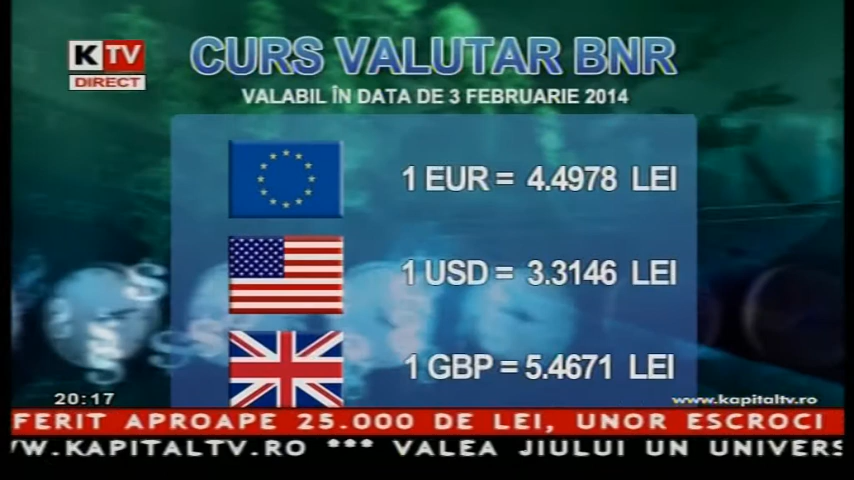 KTV
DIRECT
CURS VALUTAR BNR
VALABIL ÎN DATA DE 3 FEBRUARIE 2014
1 EUR = 4.4978 LEI
1 USD = 3.3146 LEI
1 GBP = 5.4671 LEI
20:17
www.kapitaltv.ro
FERIT APROAPE 25.000 DE LEI, UNOR ESCROCI
W.KAPITALTV.RO *** VALEA JIULUI UN UNIVERS